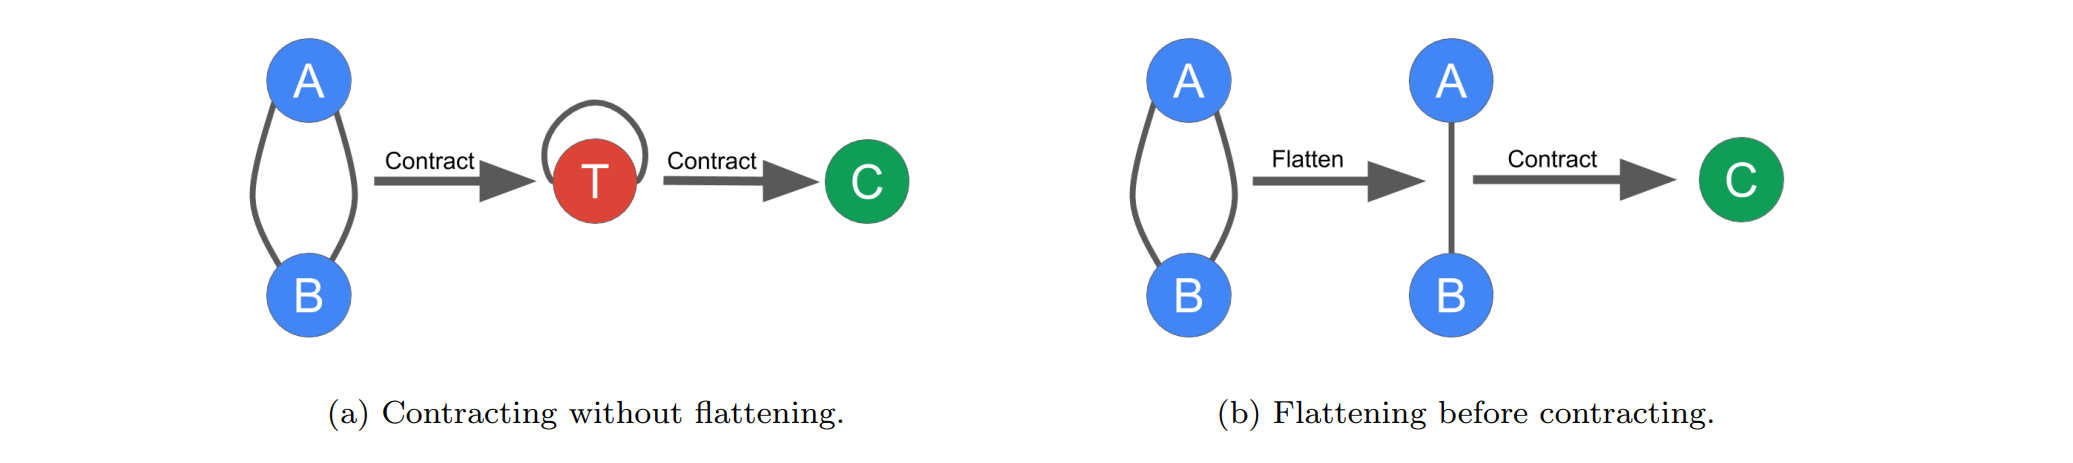 A
B
Contract
T
Contract
C
A
B
Flatten
A
B
Contract
C
(a) Contracting without flattening.
(b) Flattening before contracting.